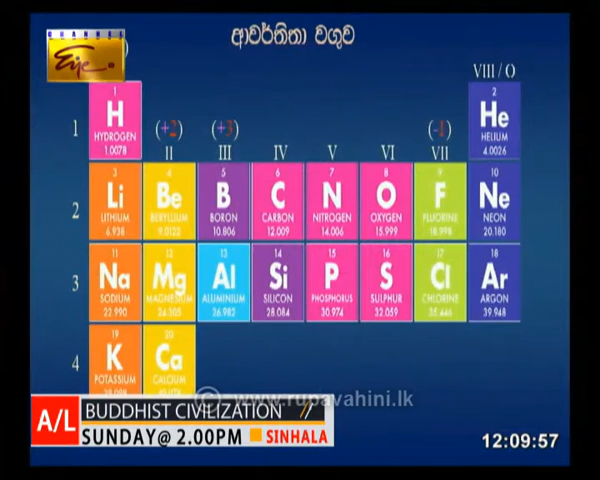 CHANNEL
Eye
ආවර්තිතා වගුව
VIII / O
1
1 H HYDROGEN 1.0078
(+2) (+3) (-1)
II III IV V VI VII
2 He HELIUM 4.0026
2
3 Li LITHIUM 6.938
4 Be BERYLLIUM 9.0122
5 B BORON 10.806
6 C CARBON 12.009
7 N NITROGEN 14.006
8 O OXYGEN 15.999
9 F FLUORINE 18.998
10 Ne NEON 20.180
3
11 Na SODIUM 22.990
12 Mg MAGNESIUM 24.305
13 Al ALUMINIUM 26.982
14 Si SILICON 28.084
15 P PHOSPHORUS 30.974
16 S SULPHUR 32.059
17 Cl CHLORINE 35.446
18 Ar ARGON 39.948
4
19 K POTASSIUM
20 Ca CALCIUM
© www.rupavahini.lk
A/L BUDDHIST CIVILIZATION //
SUNDAY@ 2.00PM SINHALA
12:09:57